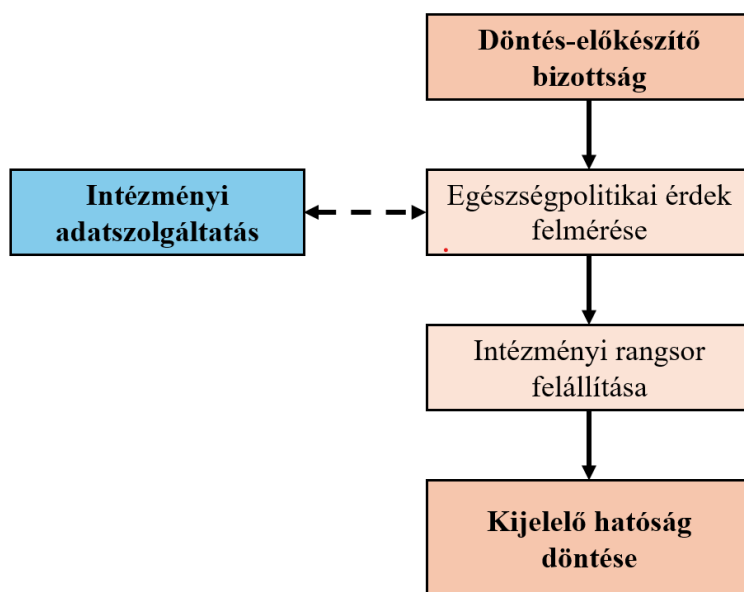 Döntés-előkészítő
bizottság
Intézményi
adatszolgáltatás
Egészségpolitikai érdek
felmérése
Intézményi rangsor
felállítása
Kijelelő hatóság
döntése